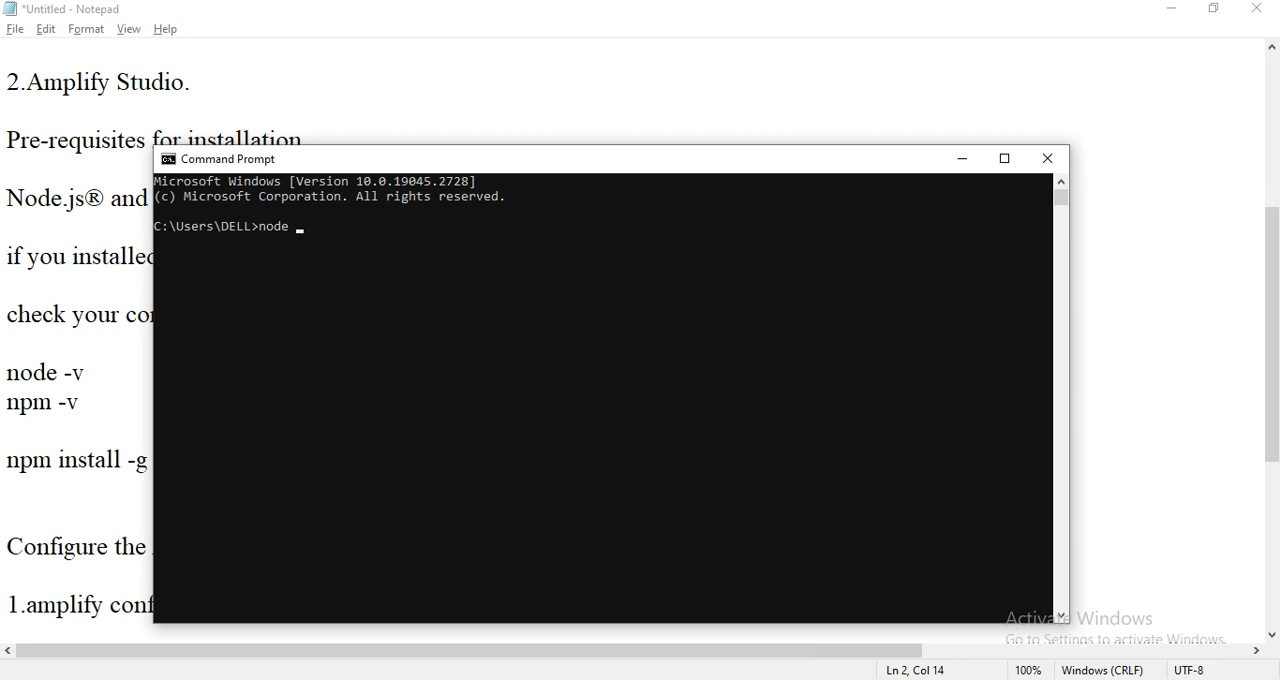 *Untitled - Notepad
File Edit Format View Help
2.Amplify Studio.
Pre-requisites for installation
Command Prompt
Node.js® and
Microsoft Windows [Version 10.0.19045.2728]
(c) Microsoft Corporation. All rights reserved.
C:\Users\DELL>node
if you installed
check your
node -v
npm -v
npm install -g
Configure the
1.amplify
Activate Windows
Go to Settings to activate Windows.
Ln 2, Col 14 100% Windows (CRLF) UTF-8